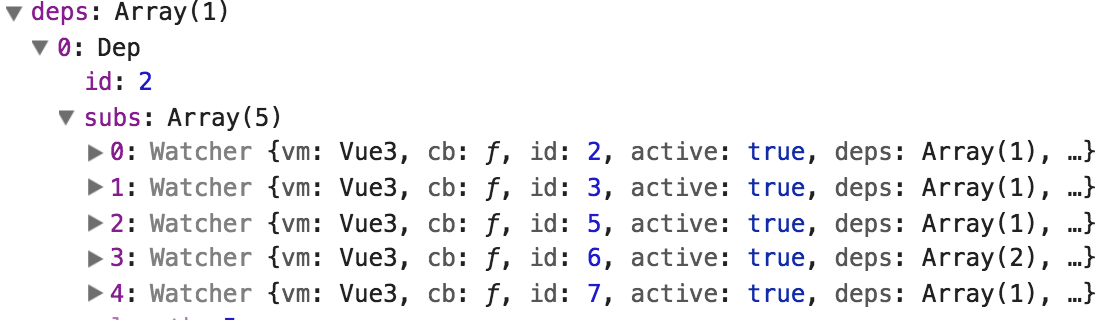 ▼ deps: Array(1)
▼ 0: Dep
id: 2
▼ subs: Array(5)
▶ 0: Watcher {vm: Vue3, cb: ƒ, id: 2, active: true, deps: Array(1), …}
▶ 1: Watcher {vm: Vue3, cb: ƒ, id: 3, active: true, deps: Array(1), …}
▶ 2: Watcher {vm: Vue3, cb: ƒ, id: 5, active: true, deps: Array(1), …}
▶ 3: Watcher {vm: Vue3, cb: ƒ, id: 6, active: true, deps: Array(2), …}
▶ 4: Watcher {vm: Vue3, cb: ƒ, id: 7, active: true, deps: Array(1), …}